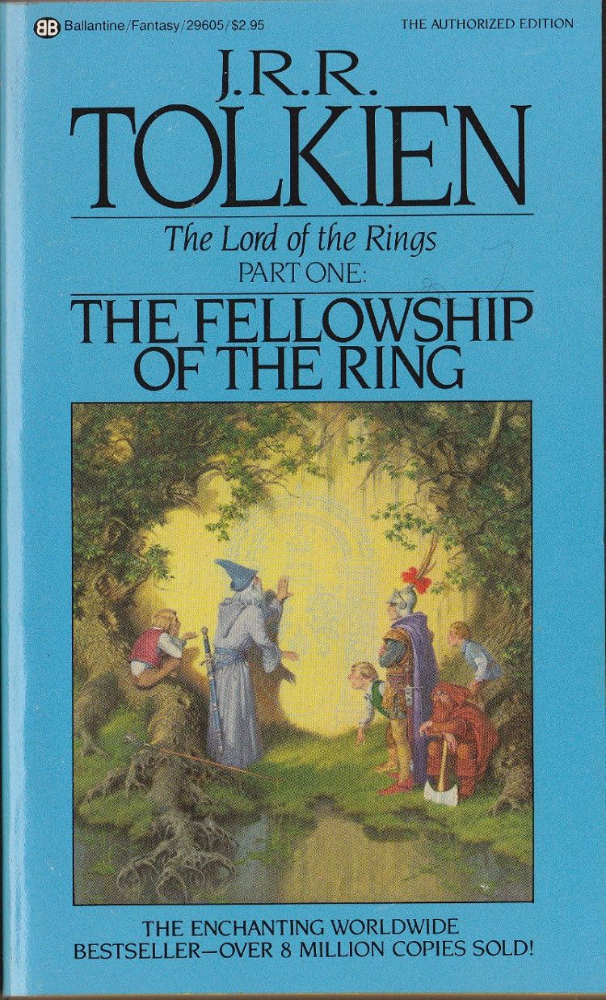 BB Ballantine/Fantasy/29605/$2.95
THE AUTHORIZED EDITION
J.R.R.
TOLKIEN
The Lord of the Rings
PART ONE:
THE FELLOWSHIP
OF THE RING
THE ENCHANTING WORLDWIDE
BESTSELLER—OVER 8 MILLION COPIES SOLD!